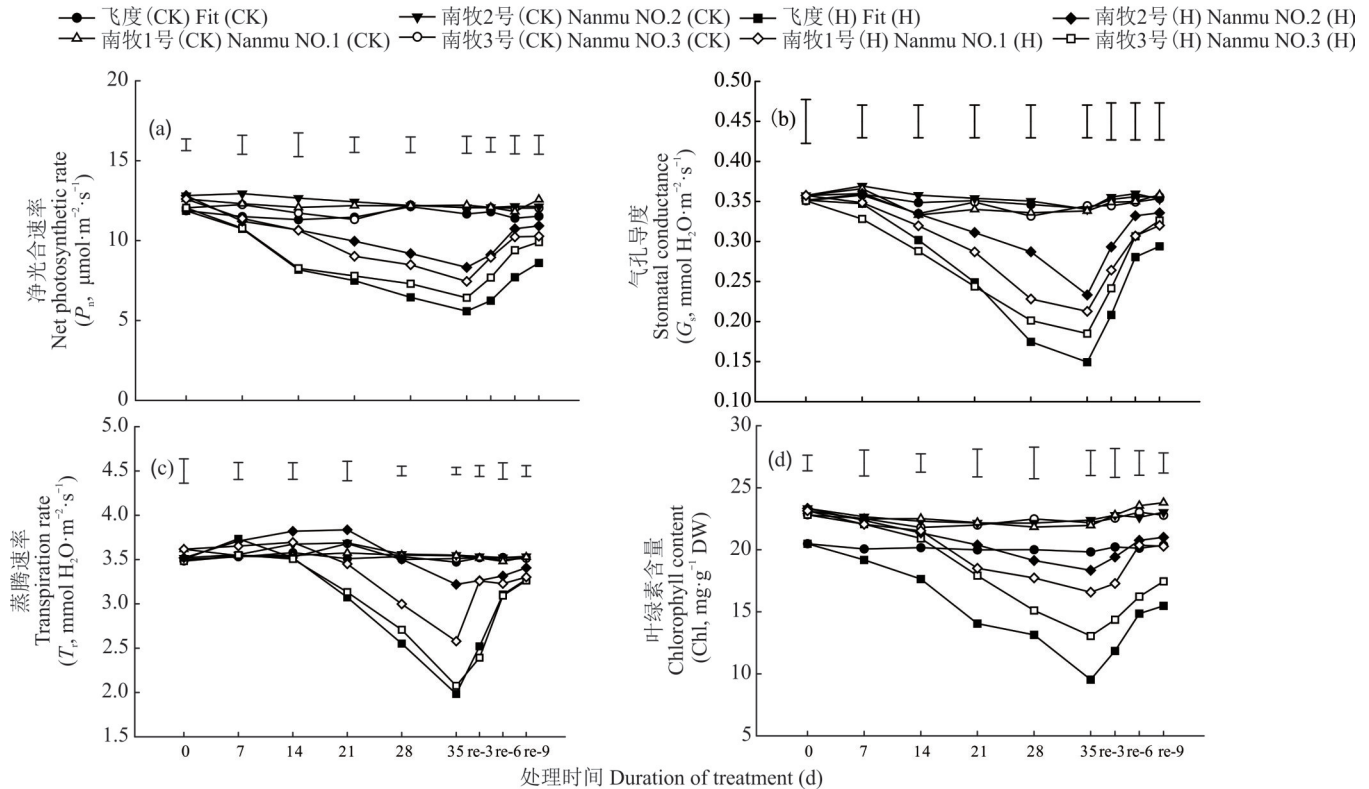 飞度(CK) Fit (CK)
南牧2号(CK) Nanmu NO.2 (CK)
飞度(H) Fit (H)
南牧2号(H) Nanmu NO.2 (H)
南牧1号(CK) Nanmu NO.1 (CK)
南牧3号(CK) Nanmu NO.3 (CK)
南牧1号(H) Nanmu NO.1 (H)
南牧3号(H) Nanmu NO.3 (H)
(a)
净光合速率
Net photosynthetic rate
(Pn, μmol·m⁻²·s⁻¹)
20
15
10
5
0
(b)
气孔导度
Stomatal conductance
(Gs, mmol H₂O·m⁻²·s⁻¹)
0.50
0.45
0.40
0.35
0.30
0.25
0.20
0.15
0.10
(c)
蒸腾速率
Transpiration rate
(Tr, mmol H₂O·m⁻²·s⁻¹)
5.0
4.5
4.0
3.5
3.0
2.5
2.0
1.5
0 7 14 21 28 35 re-3 re-6 re-9
(d)
叶绿素含量
Chlorophyll content
(Chl, mg g⁻¹ DW)
30
25
20
15
10
5
0 7 14 21 28 35 re-3 re-6 re-9
处理时间 Duration of treatment (d)